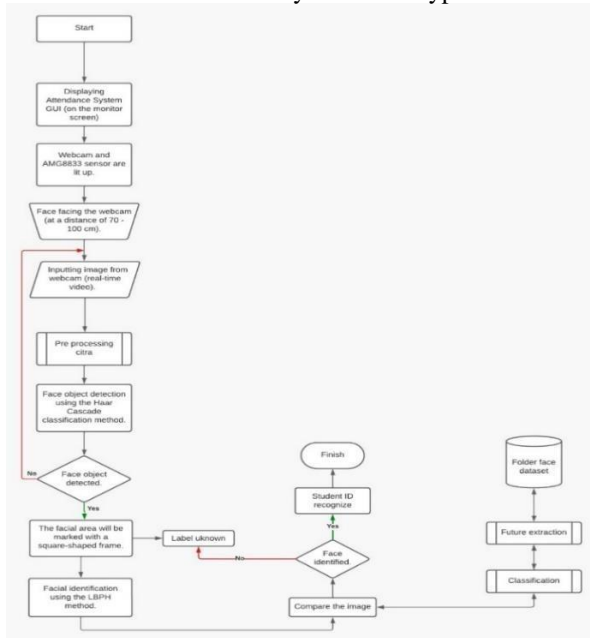 Start
Displaying
Attendance System
GUI (on the monitor
screen)
Webcam and
AMG8833 sensor are
lit up.
Face facing the webcam
(at a distance of 70 -
100 cm).
Inputting image from
webcam (real-time
video).
Pre processing
citra
Face object detection
using the Haar
Cascade
classification method.
No
Face object
detected.
Yes
The facial area will be
marked with a
square-shaped frame.
Label uknown
Facial identification
using the LBPH
method.
Finish
Student ID
recognize
Yes
Face
identified
No
Compare the image
Folder face
dataset
Future extraction
Classification